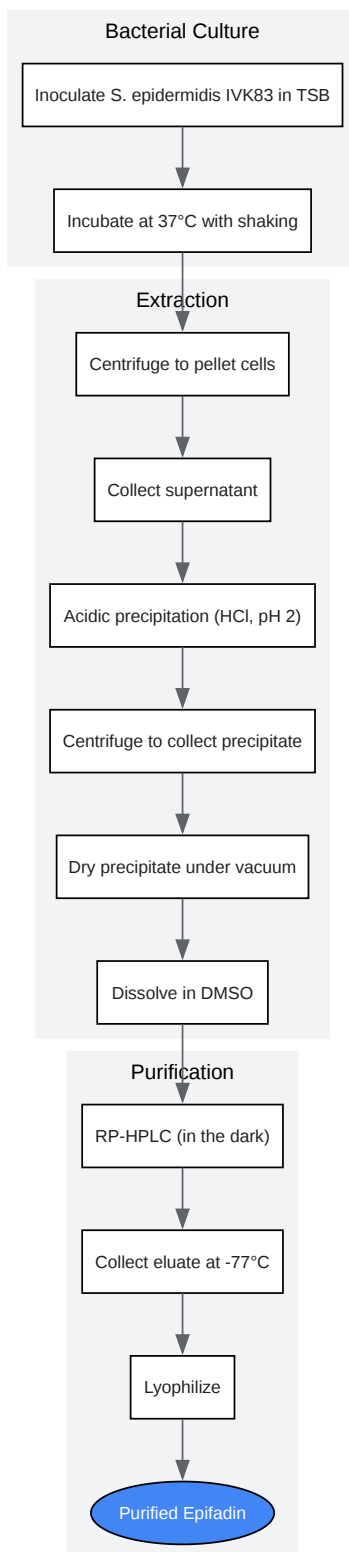 Bacterial Culture
Inoculate S. epidermidis IVK83 in TSB
Incubate at 37°C with shaking
Extraction
Centrifuge to pellet cells
Collect supernatant
Acidic precipitation (HCl, pH 2)
Centrifuge to collect precipitate
Dry precipitate under vacuum
Dissolve in DMSO
Purification
RP-HPLC (in the dark)
Collect eluate at -77°C
Lyophilize
Purified Epifadin